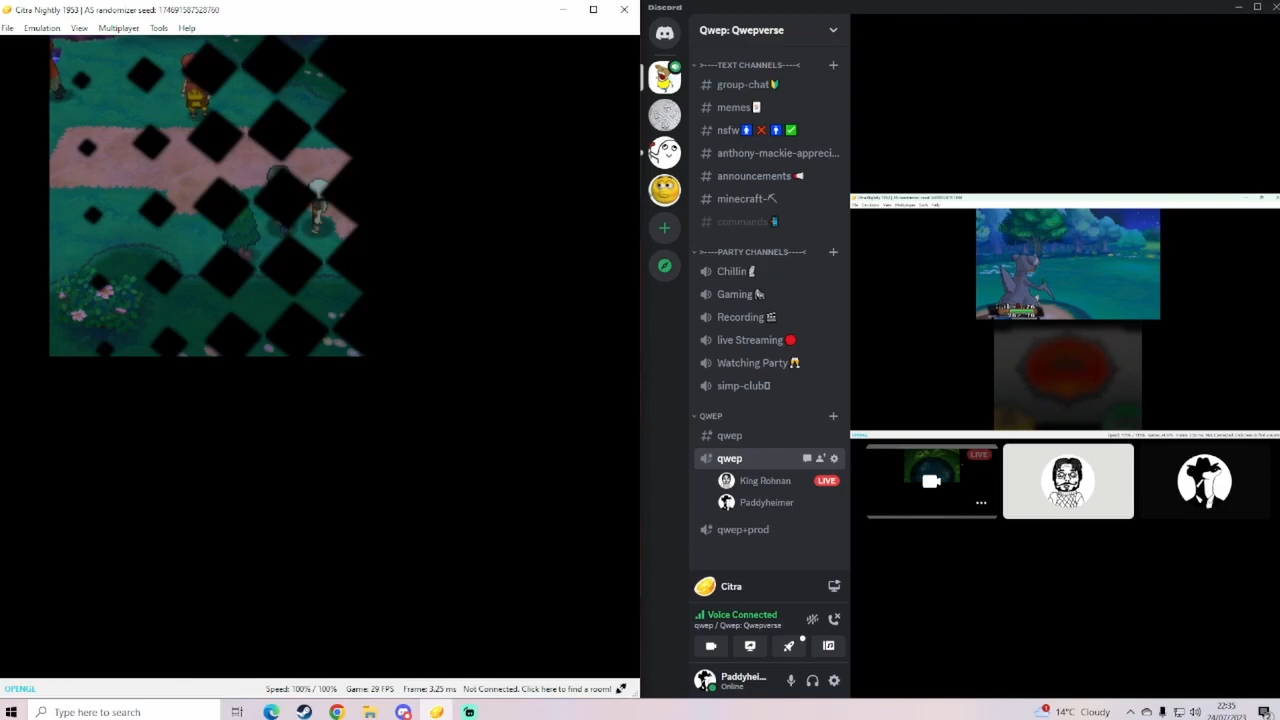 Citra Nightly 1953 | AS randomizer seed: 174691587528760
File Emulation View Multiplayer Tools Help
OPENGL
Speed: 100% / 100% Game: 29 FPS Frame: 3.25 ms Not Connected. Click here to find a room!
Discord
Qwep: Qwepverse
>----TEXT CHANNELS----<
group-chat
memes
nsfw
anthony-mackie-appreci...
announcements
minecraft-
commands
>----PARTY CHANNELS----<
Chillin
Gaming
Recording
live Streaming
Watching Party
simp-club
QWEP
qwep
qwep
King Rohnan LIVE
Paddyheimer
qwep+prod
Citra
Voice Connected
qwep / Qwep: Qwepverse
Paddyhei...
Online
LIVE
Type here to search
14°C Cloudy
22:35
24/07/2023